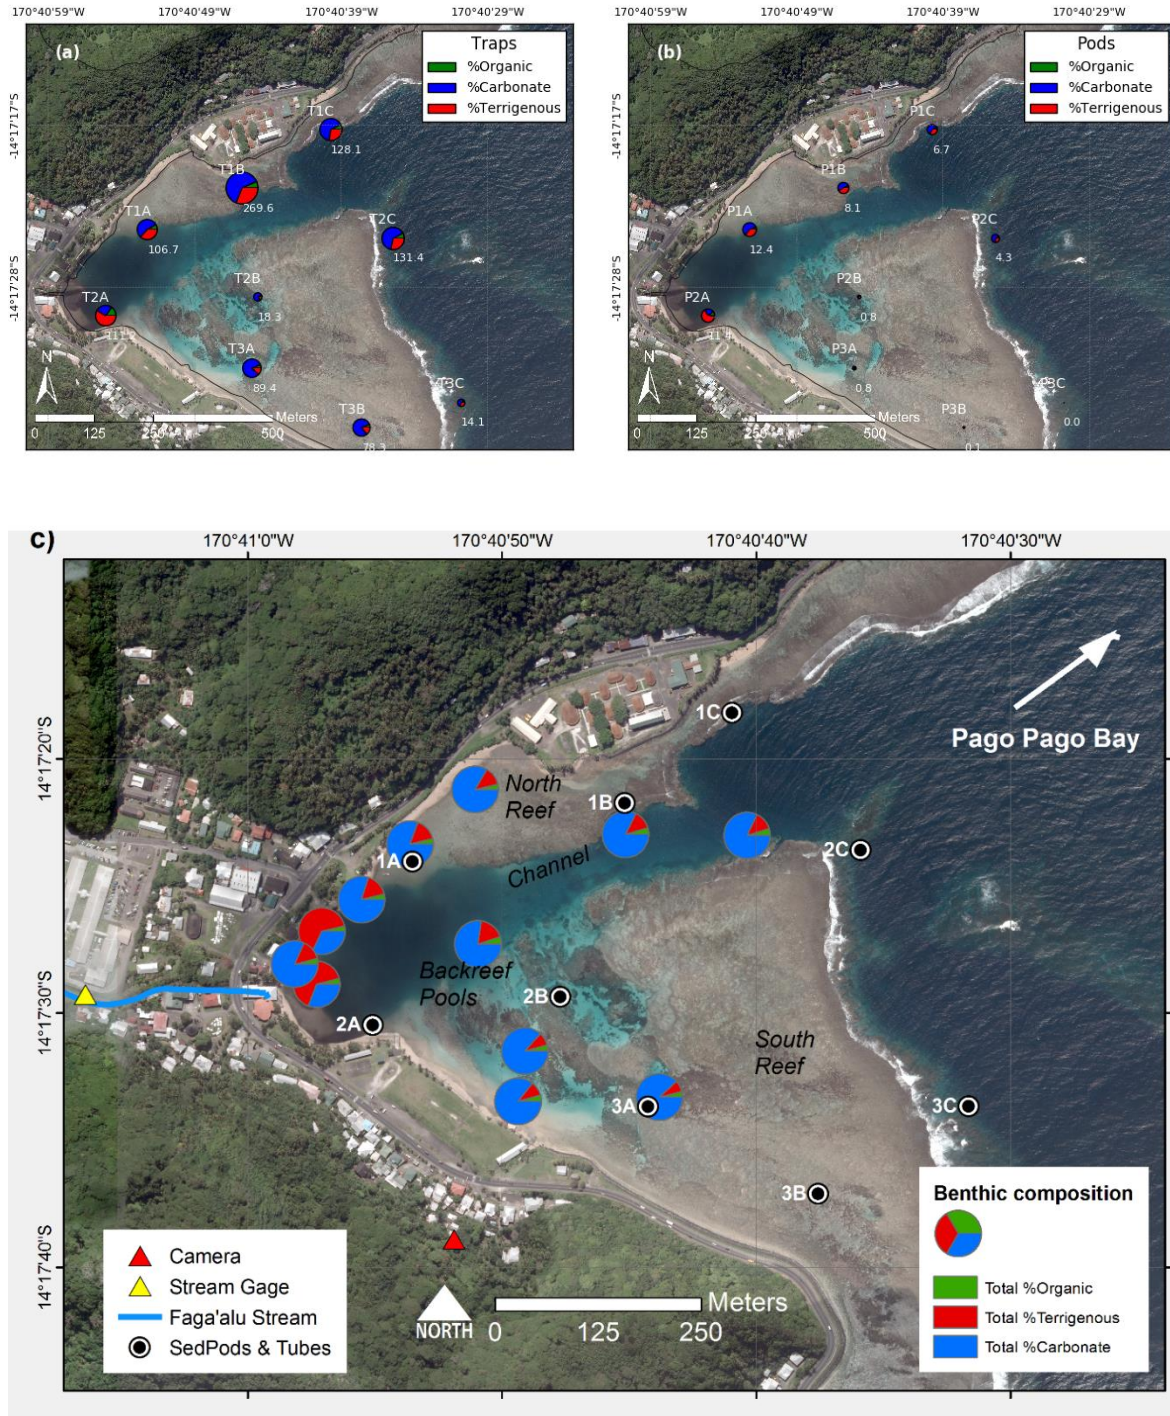 170°40'59"W 170°40'49"W 170°40'39"W 170°40'29"W
(a)
Traps
%Organic
%Carbonate
%Terrigenous
-14°17'17"S
-14°17'28"S
T1C
128.1
T1B
269.6
T1A
106.7
T2C
131.4
T2B
18.3
T2A
T3A
89.4
T3C
14.1
T3B
78.3
N
Meters
0 125 250 500
170°40'59"W 170°40'49"W 170°40'39"W 170°40'29"W
(b)
Pods
%Organic
%Carbonate
%Terrigenous
-14°17'17"S
-14°17'28"S
P1C
6.7
P1B
8.1
P1A
12.4
P2C
4.3
P2B
0.8
P2A
11.4
P3A
0.8
P3C
0.0
P3B
0.1
N
Meters
0 125 250 500
c)
170°41'0"W 170°40'50"W 170°40'40"W 170°40'30"W
14°17'20"S
14°17'30"S
14°17'40"S
1C
Pago Pago Bay
North
Reef
1B
1A
Channel
2C
Backreef
Pools
2B
2A
South
Reef
3A
3C
3B
Camera
Stream Gage
Faga'alu Stream
SedPods & Tubes
NORTH
Meters
0 125 250
Benthic composition
Total %Organic
Total %Terrigenous
Total %Carbonate